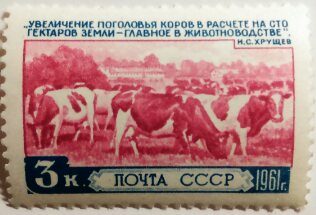 „УВЕЛИЧЕНИЕ ПОГОЛОВЬЯ КОРОВ В РАСЧЕТЕ НА СТО
ГЕКТАРОВ ЗЕМЛИ—ГЛАВНОЕ В ЖИВОТНОВОДСТВЕ“.
Н.С. ХРУЩЕВ
3 К. ПОЧТА СССР 1961г.